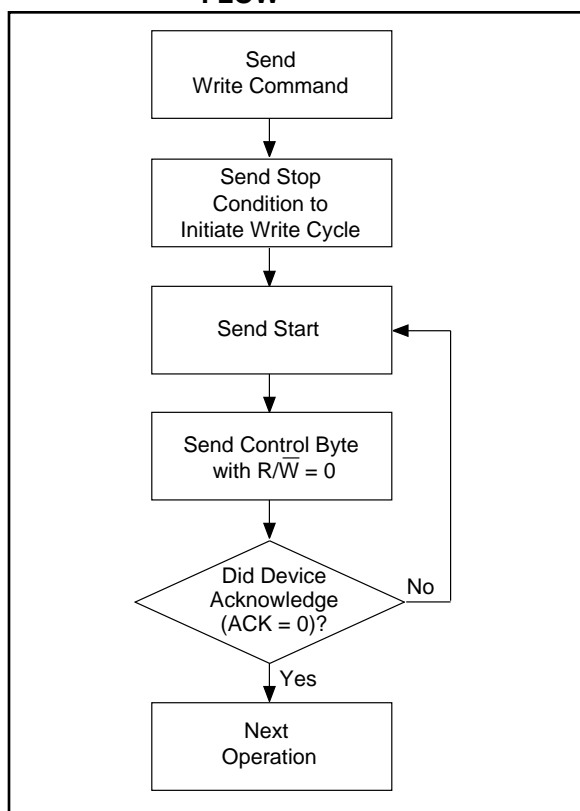 FLOW
Send
Write Command
Send Stop
Condition to
Initiate Write Cycle
Send Start
Send Control Byte
with R/W̅ = 0
Did Device
Acknowledge
(ACK = 0)?
No
Yes
Next
Operation